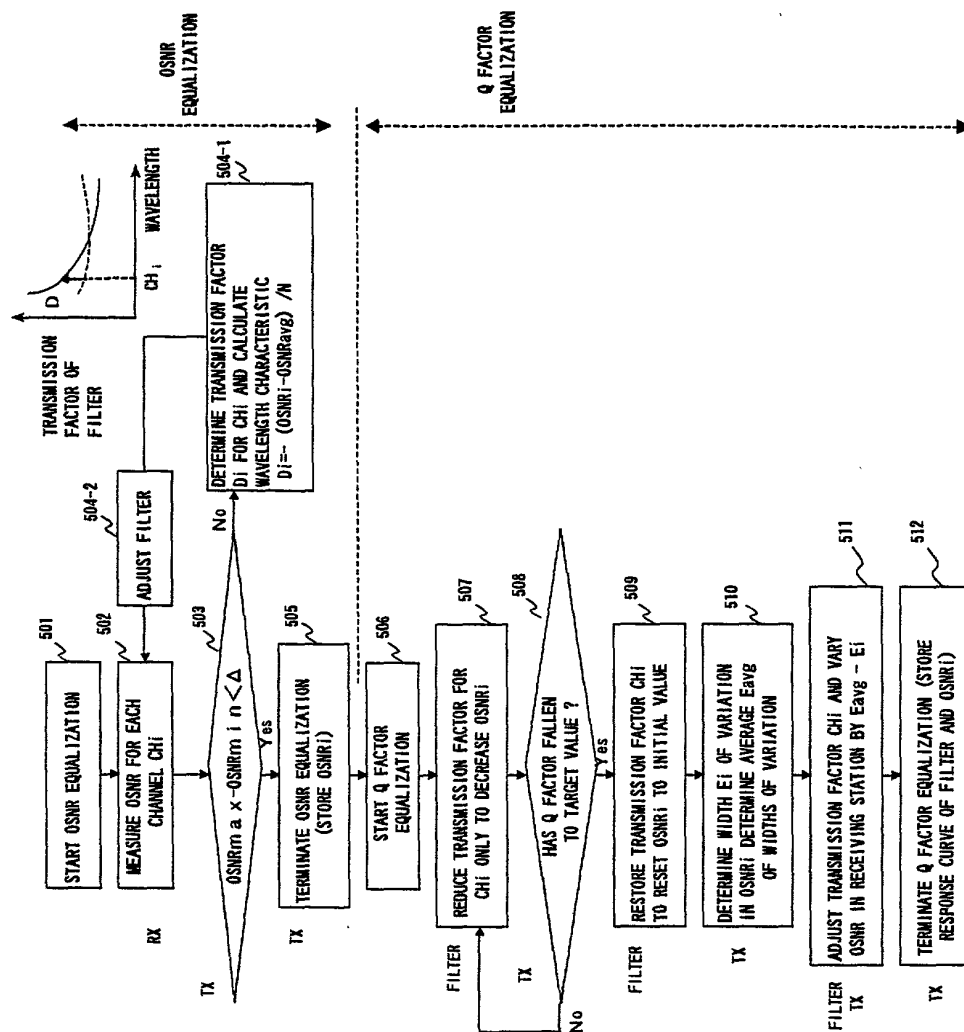 OSNR
EQUALIZATION
Q FACTOR
EQUALIZATION
TRANSMISSION
FACTOR OF
FILTER
D
CHi
WAVELENGTH
501
START OSNR EQUALIZATION
502
MEASURE OSNR FOR EACH
CHANNEL CHi
RX
504-2
ADJUST FILTER
503
OSNRmax-OSNRmin<Δ
TX
No
Yes
504-1
DETERMINE TRANSMISSION FACTOR
Di FOR CHi AND CALCULATE
WAVELENGTH CHARACTERISTIC
Di=- (OSNRi-OSNRavg) /N
505
TERMINATE OSNR EQUALIZATION
(STORE OSNRi)
TX
506
START Q FACTOR
EQUALIZATION
507
REDUCE TRANSMISSION FACTOR FOR
CHi ONLY TO DECREASE OSNRi
FILTER
508
HAS Q FACTOR FALLEN
TO TARGET VALUE ?
TX
No
Yes
509
RESTORE TRANSMISSION FACTOR CHi
TO RESET OSNRi TO INITIAL VALUE
FILTER
510
DETERMINE WIDTH Ei OF VARIATION
IN OSNRi DETERMINE AVERAGE Eavg
OF WIDTHS OF VARIATION
TX
511
ADJUST TRANSMISSION FACTOR CHi AND VARY
OSNR IN RECEIVING STATION BY Eavg - Ei
FILTER
TX
512
TERMINATE Q FACTOR EQUALIZATION (STORE
RESPONSE CURVE OF FILTER AND OSNRi)
TX